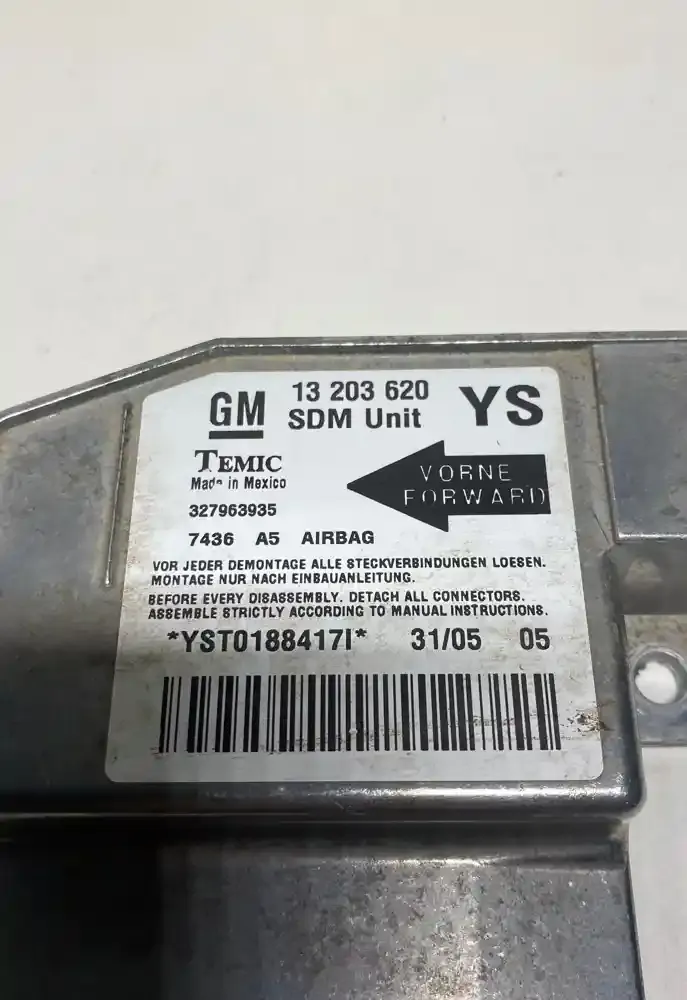 GM 13 203 620 YS
SDM Unit
TEMIC
Made in Mexico
VORNE
FORWARD
327963935
7436 A5 AIRBAG
VOR JEDER DEMONTAGE ALLE STECKVERBINDUNGEN LOESEN.
MONTAGE NUR NACH EINBAUANLEITUNG.
BEFORE EVERY DISASSEMBLY. DETACH ALL CONNECTORS.
ASSEMBLE STRICTLY ACCORDING TO MANUAL INSTRUCTIONS.
*YST0188417I* 31/05 05